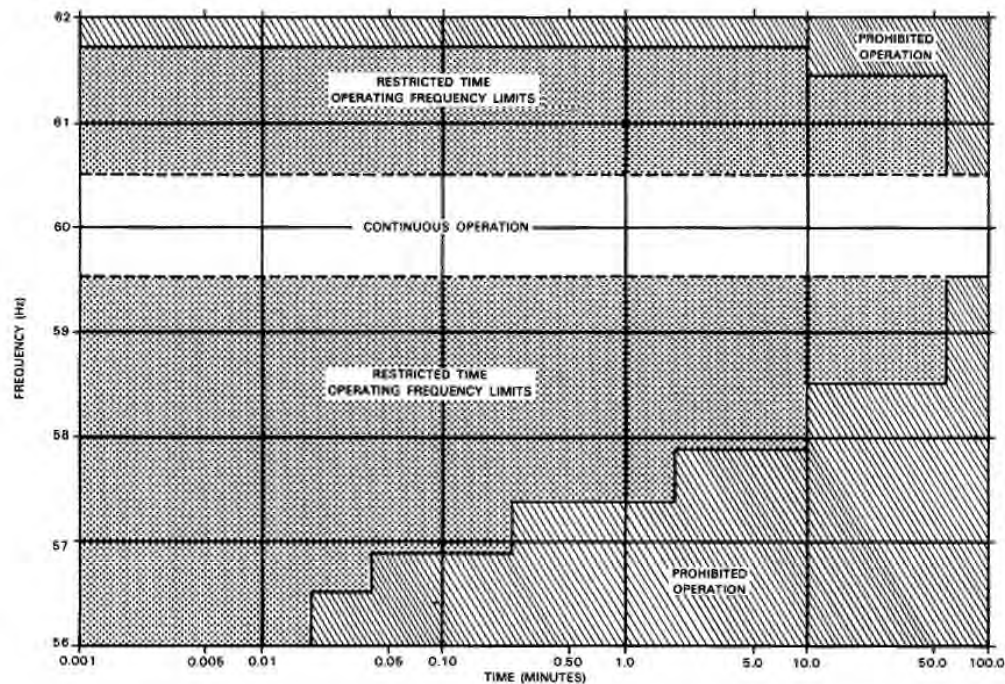 62
PROHIBITED
OPERATION
RESTRICTED TIME
OPERATING FREQUENCY LIMITS
61
60
CONTINUOUS OPERATION
59
RESTRICTED TIME
OPERATING FREQUENCY LIMITS
58
57
PROHIBITED
OPERATION
56
FREQUENCY (Hz)
0.001 0.005 0.01 0.05 0.10 0.50 1.0 5.0 10.0 50.0 100.0
TIME (MINUTES)